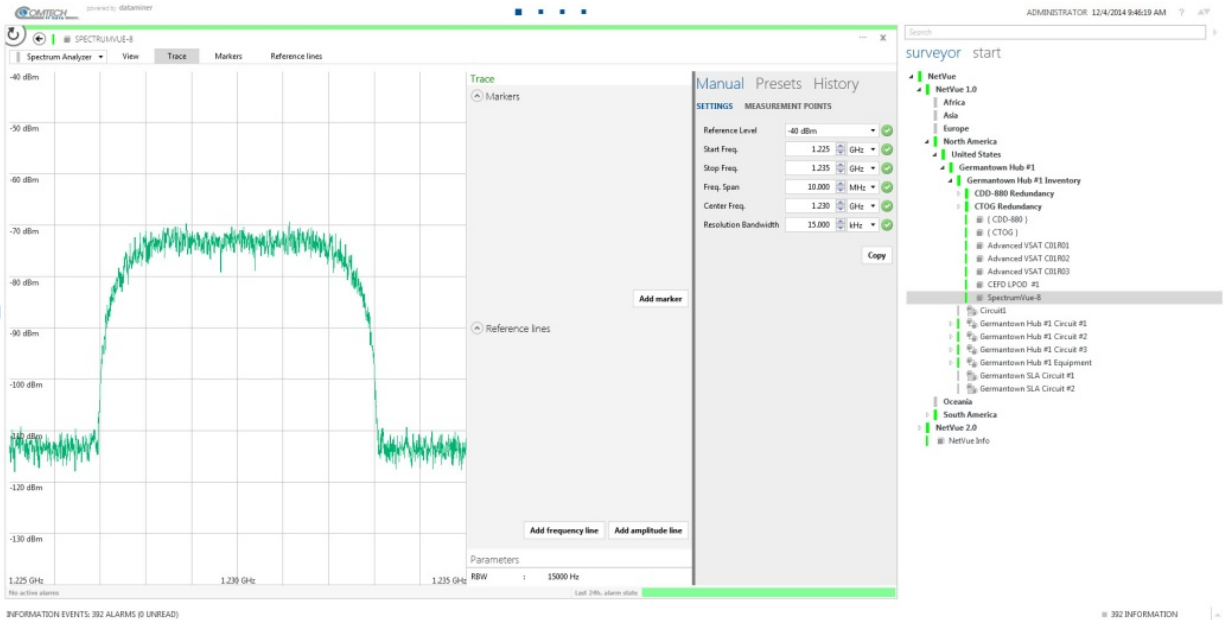 COMTECH
EF DATA
powered by dataminer
ADMINISTRATOR 12/4/2014 9:46:19 AM ?
SPECTRUMVUE-8 ... X
Spectrum Analyzer View Trace Markers Reference lines
-40 dBm
-50 dBm
-60 dBm
-70 dBm
-80 dBm
-90 dBm
-100 dBm
-110 dBm
-120 dBm
-130 dBm
1.225 GHz 1.230 GHz 1.235 GHz
No active alarms
Trace
Markers
Add marker
Reference lines
Add frequency line Add amplitude line
Parameters
RBW : 15000 Hz
Last 24h. alarm state
Manual Presets History
SETTINGS MEASUREMENT POINTS
Reference Level -40 dBm
Start Freq. 1.225 GHz
Stop Freq. 1.235 GHz
Freq. Span 10.000 MHz
Center Freq. 1.230 GHz
Resolution Bandwidth 15.000 kHz
Copy
Search
surveyor start
NetVue
NetVue 1.0
Africa
Asia
Europe
North America
United States
Germantown Hub #1
Germantown Hub #1 Inventory
CDD-880 Redundancy
CTOG Redundancy
( CDD-880 )
( CTOG )
Advanced VSAT C01R01
Advanced VSAT C01R02
Advanced VSAT C01R03
CEFD LPOD #1
SpectrumVue-8
Circuit1
Germantown Hub #1 Circuit #1
Germantown Hub #1 Circuit #2
Germantown Hub #1 Circuit #3
Germantown Hub #1 Equipment
Germantown SLA Circuit #1
Germantown SLA Circuit #2
Oceania
South America
NetVue 2.0
NetVue Info
INFORMATION EVENTS: 392 ALARMS (0 UNREAD)
392 INFORMATION